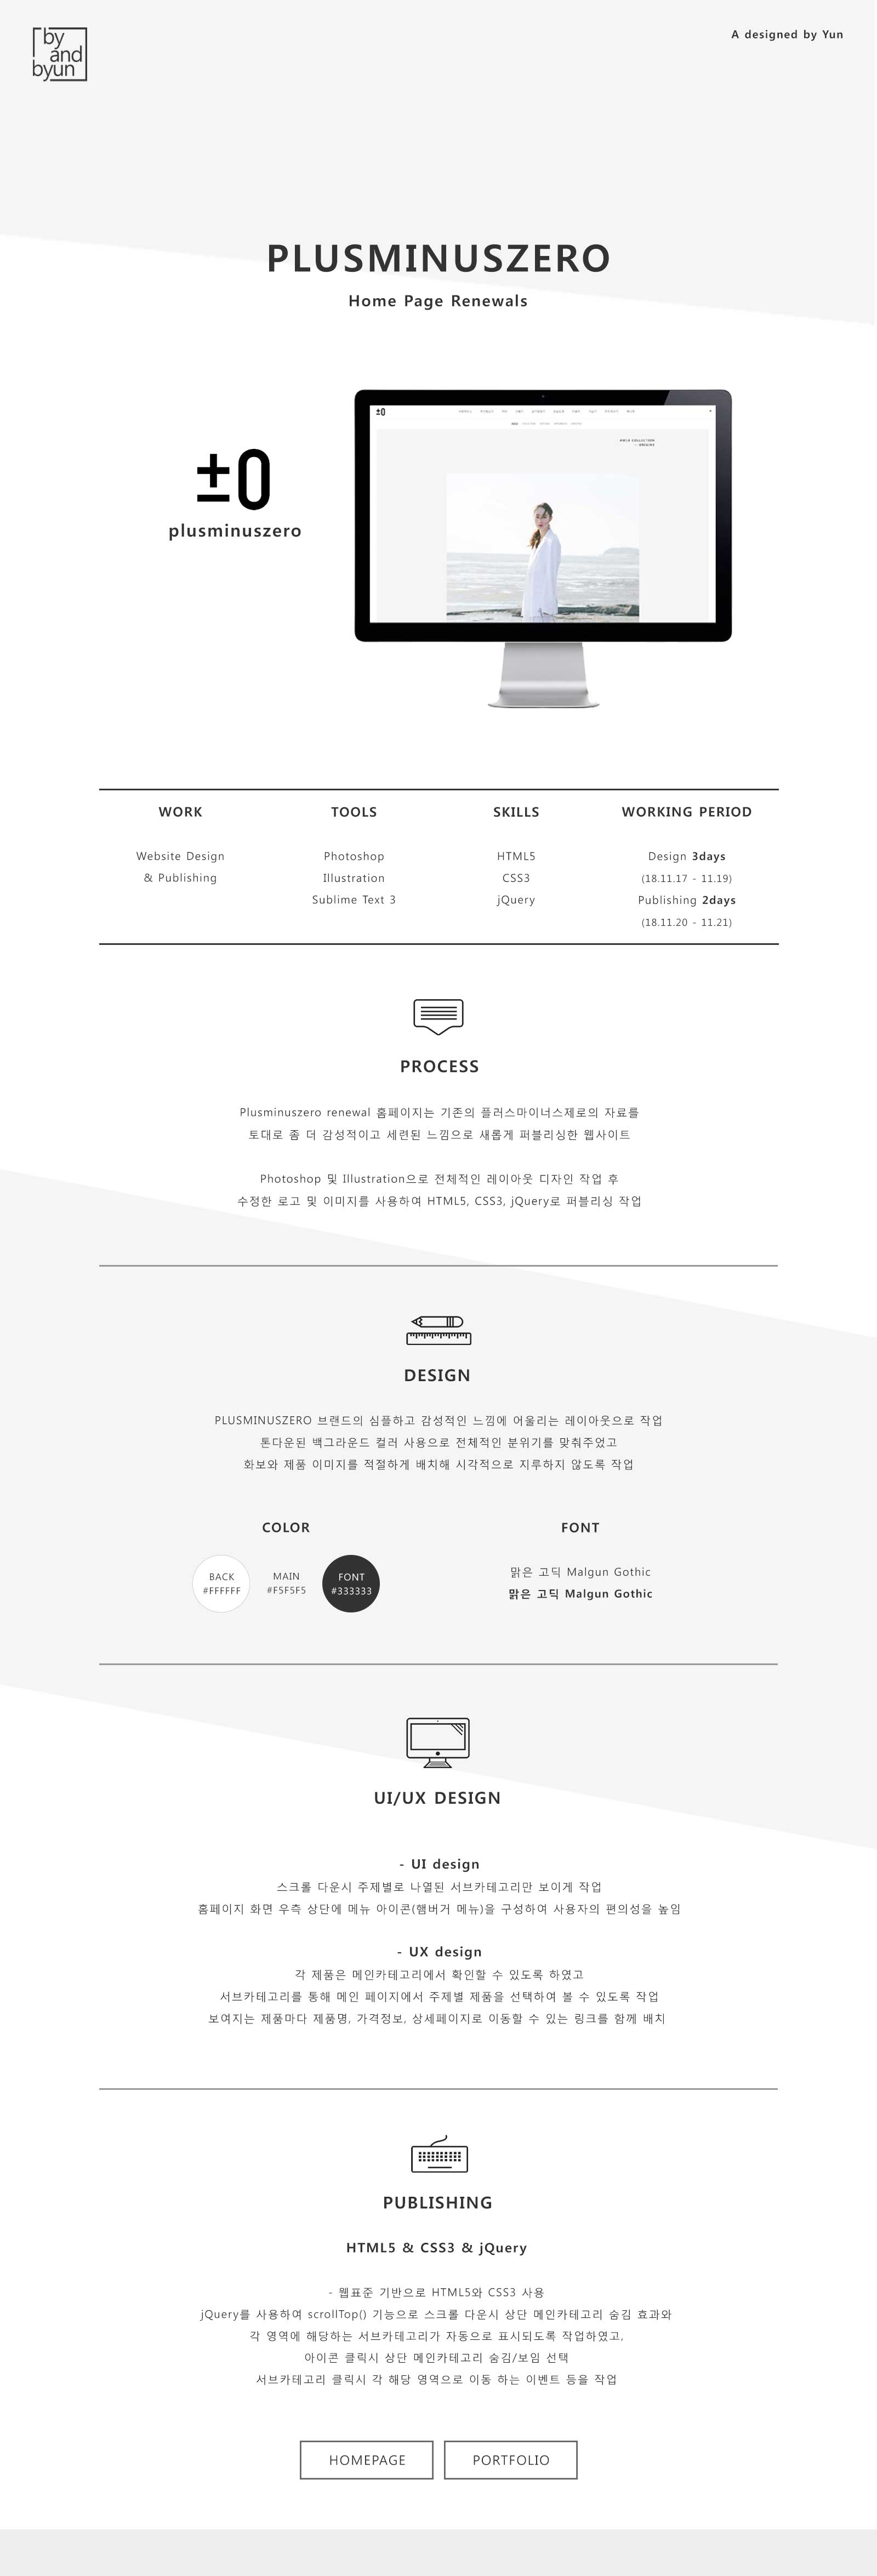 by
and
byun
A designed by Yun
PLUSMINUSZERO
Home Page Renewals
±0
plusminuszero
±0
WORK
Website Design
& Publishing
TOOLS
Photoshop
Illustration
Sublime Text 3
SKILLS
HTML5
CSS3
jQuery
WORKING PERIOD
Design 3days
(18.11.17 - 11.19)
Publishing 2days
(18.11.20 - 11.21)
PROCESS
Plusminuszero renewal 홈페이지는 기존의 플러스마이너스제로의 자료를
토대로 좀 더 감성적이고 세련된 느낌으로 새롭게 퍼블리싱한 웹사이트
Photoshop 및 Illustration으로 전체적인 레이아웃 디자인 작업 후
수정한 로고 및 이미지를 사용하여 HTML5, CSS3, jQuery로 퍼블리싱 작업
DESIGN
PLUSMINUSZERO 브랜드의 심플하고 감성적인 느낌에 어울리는 레이아웃으로 작업
톤다운된 백그라운드 컬러 사용으로 전체적인 분위기를 맞춰주었고
화보와 제품 이미지를 적절하게 배치해 시각적으로 지루하지 않도록 작업
COLOR
BACK
#FFFFFF
MAIN
#F5F5F5
FONT
#333333
FONT
맑은 고딕 Malgun Gothic
맑은 고딕 Malgun Gothic
UI/UX DESIGN
- UI design
스크롤 다운시 주제별로 나열된 서브카테고리만 보이게 작업
홈페이지 화면 우측 상단에 메뉴 아이콘(햄버거 메뉴)을 구성하여 사용자의 편의성을 높임
- UX design
각 제품은 메인카테고리에서 확인할 수 있도록 하였고
서브카테고리를 통해 메인 페이지에서 주제별 제품을 선택하여 볼 수 있도록 작업
보여지는 제품마다 제품명, 가격정보, 상세페이지로 이동할 수 있는 링크를 함께 배치
PUBLISHING
HTML5 & CSS3 & jQuery
- 웹표준 기반으로 HTML5와 CSS3 사용
jQuery를 사용하여 scrollTop() 기능으로 스크롤 다운시 상단 메인카테고리 숨김 효과와
각 영역에 해당하는 서브카테고리가 자동으로 표시되도록 작업하였고,
아이콘 클릭시 상단 메인카테고리 숨김/보임 선택
서브카테고리 클릭시 각 해당 영역으로 이동 하는 이벤트 등을 작업
HOMEPAGE
PORTFOLIO